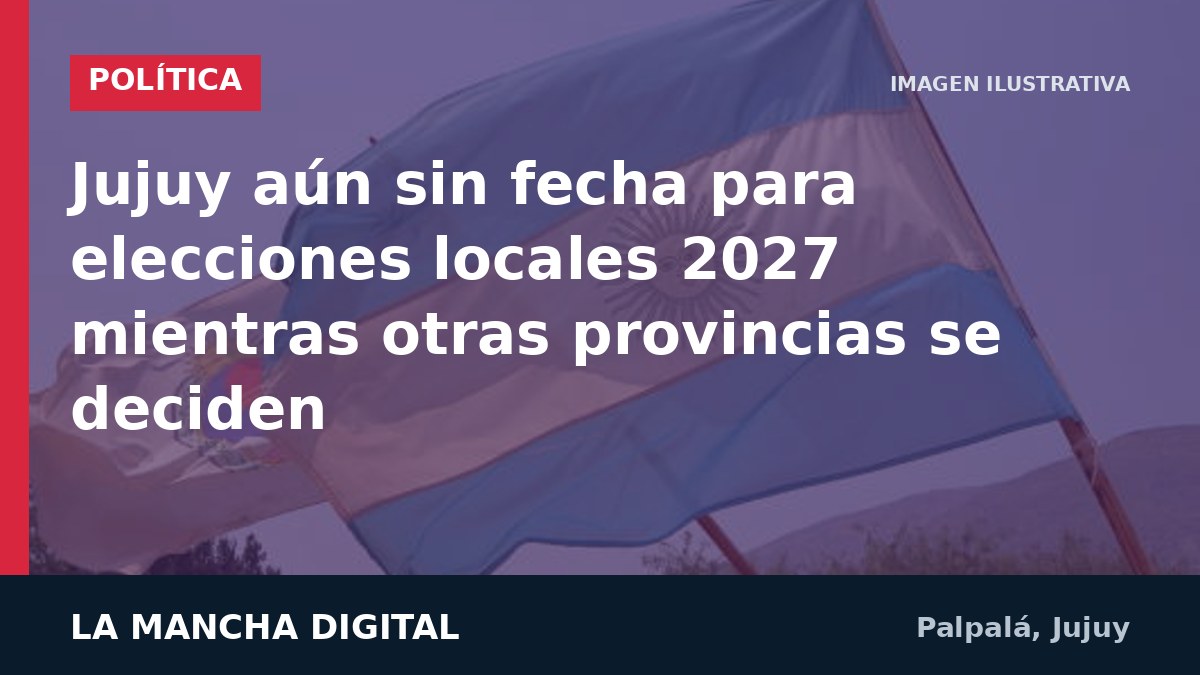 POLÍTICA
IMAGEN ILUSTRATIVA
Jujuy aún sin fecha para
elecciones locales 2027
mientras otras provincias se
deciden
LA MANCHA DIGITAL
Palpalá, Jujuy